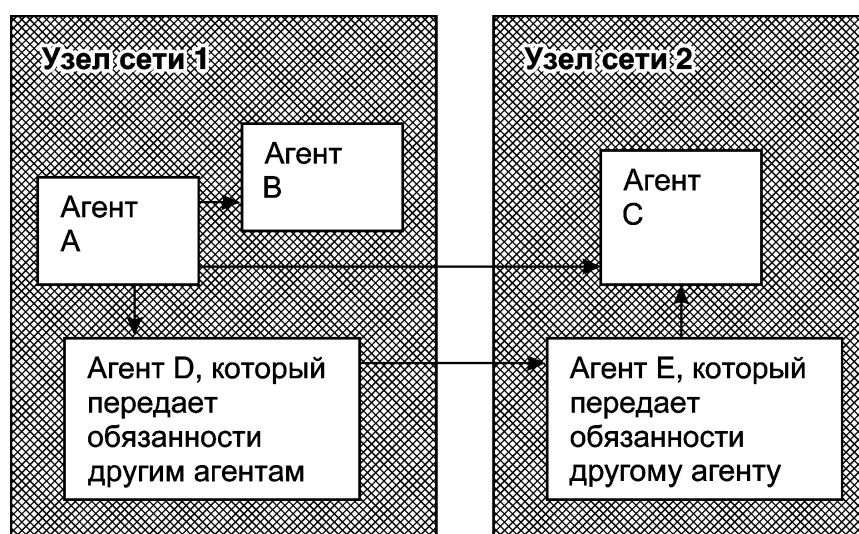 Узел сети 1
Узел сети 2
Агент
B
Агент
A
Агент
C
Агент D, который
передает
обязанности
другим агентам
Агент E, который
передает
обязанности
другому агенту